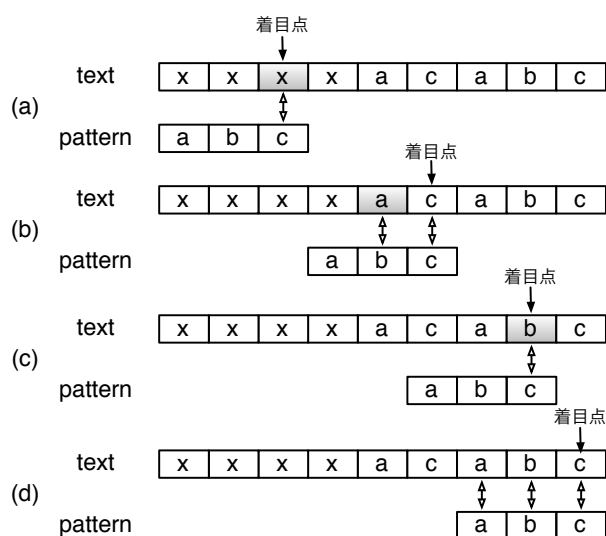 着目点
text x x x x a c a b c
(a)
pattern a b c
着目点
text x x x x a c a b c
(b)
pattern a b c
着目点
text x x x x a c a b c
(c)
pattern a b c
着目点
text x x x x a c a b c
(d)
pattern a b c